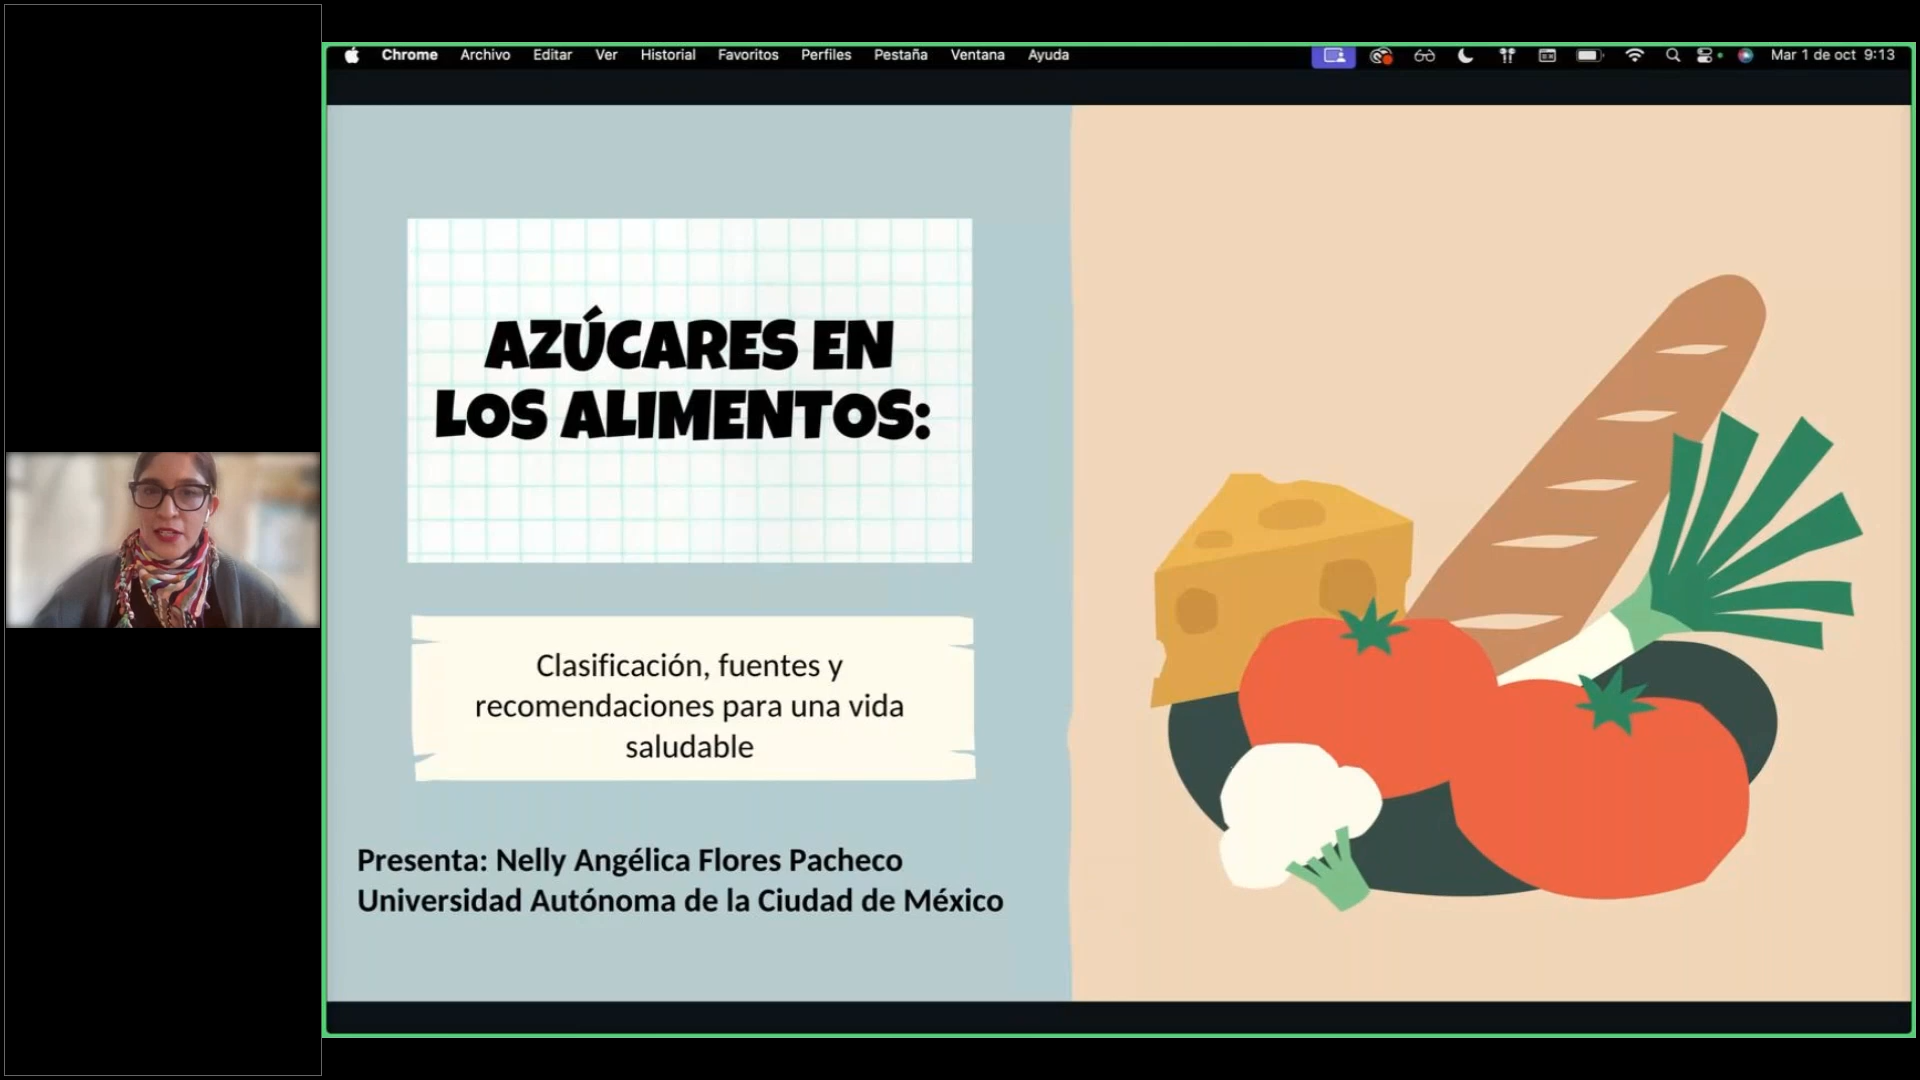 Chrome Archivo Editar Ver Historial Favoritos Perfiles Pestaña Ventana Ayuda Mar 1 de oct 9:13
AZÚCARES EN
LOS ALIMENTOS:
Clasificación, fuentes y
recomendaciones para una vida
saludable
Presenta: Nelly Angélica Flores Pacheco
Universidad Autónoma de la Ciudad de México